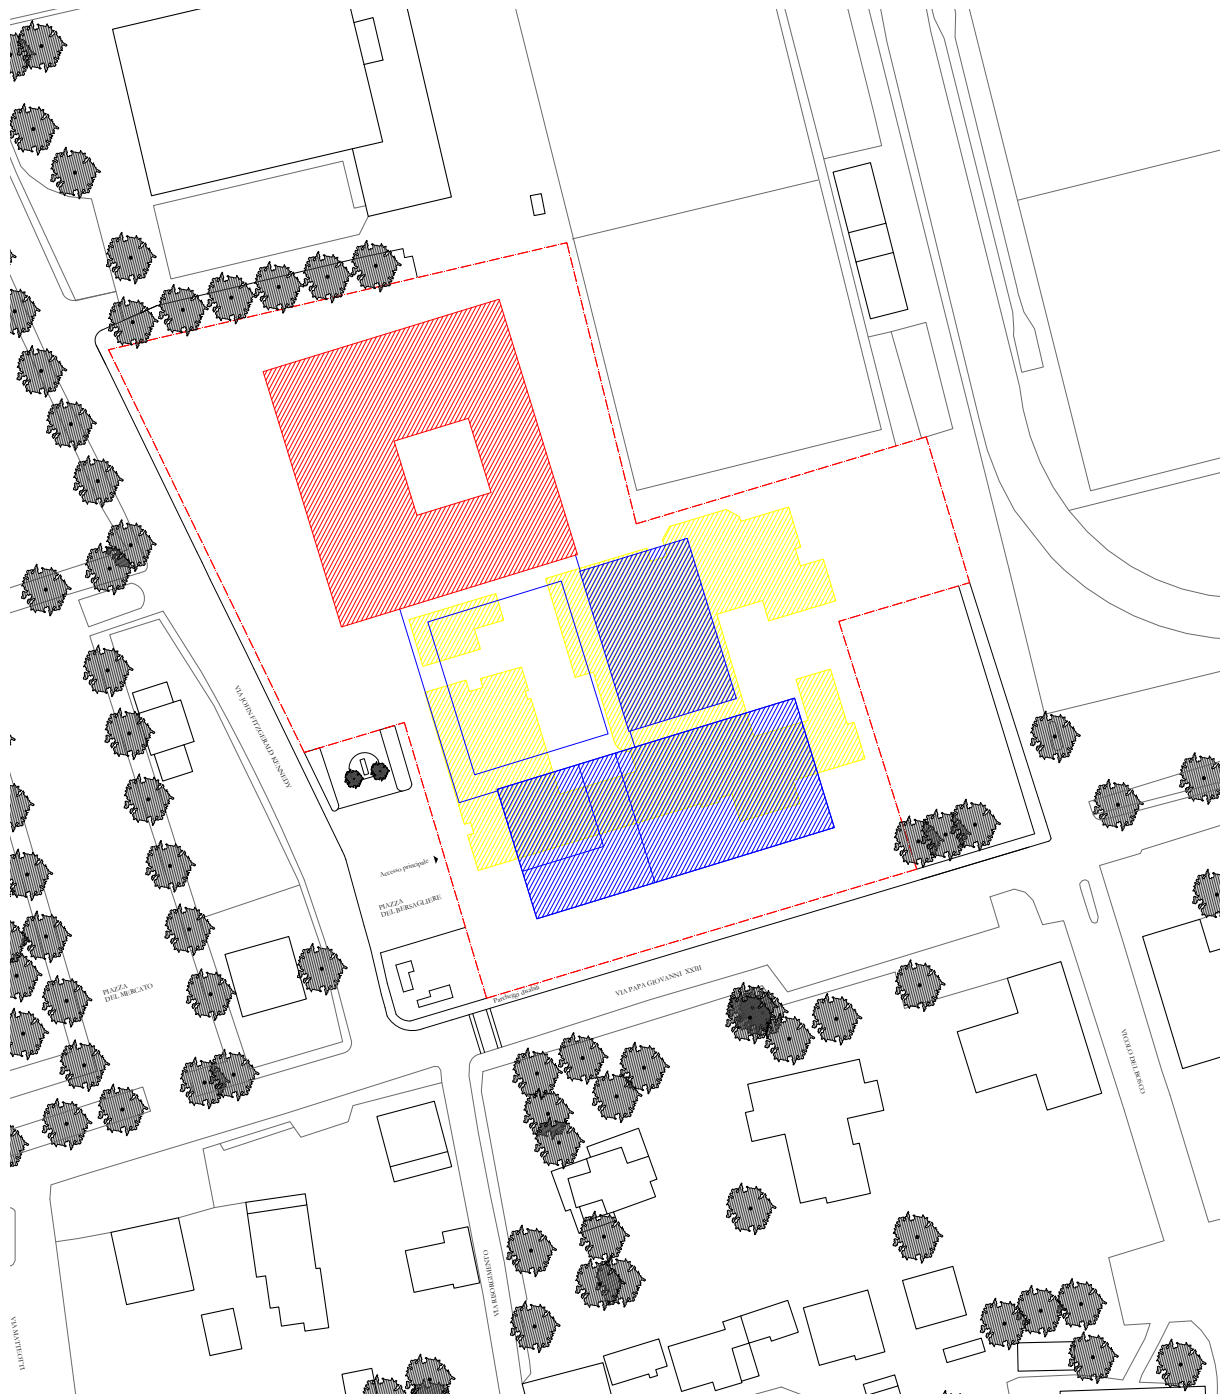 VIA JOHN FITZGERALD KENNEDY
Accesso principale
PIAZZA
DEL BERSAGLIERE
PIAZZA
DEL MERCATO
Parcheggi disabili
VIA PAPA GIOVANNI XXIII
VICOLO DEL BOSCO
VIA RISORGIMENTO
VIA MATTEOTTI